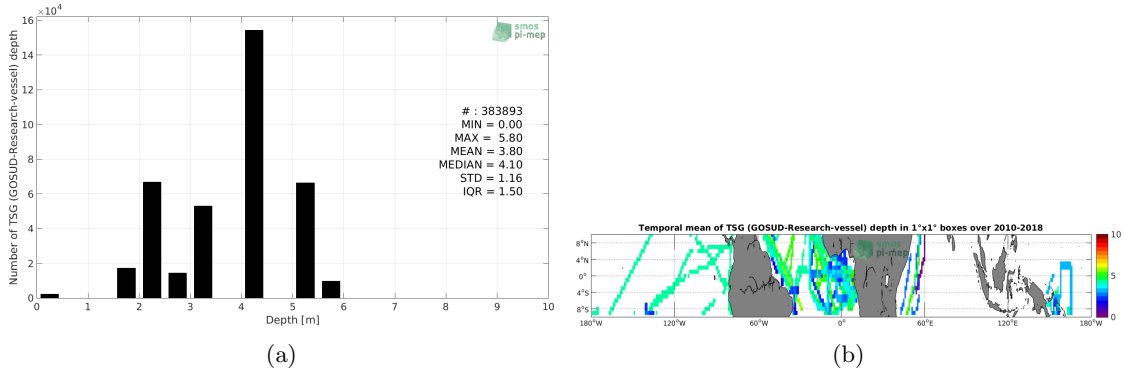 ×10⁴
16
14
12
10
8
6
4
2
0
Number of TSG (GOSUD-Research-vessel) depth
smos
pi-mep
# : 383893
MIN = 0.00
MAX = 5.80
MEAN = 3.80
MEDIAN = 4.10
STD = 1.16
IQR = 1.50
0 1 2 3 4 5 6 7 8 9 10
Depth [m]
(a)
Temporal mean of TSG (GOSUD-Research-vessel) depth in 1°x1° boxes over 2010-2018
smos
pi-mep
8°N
4°N
0°
4°S
8°S
180°W 120°W 60°W 0° 60°E 120°E 180°W
10
5
0
(b)